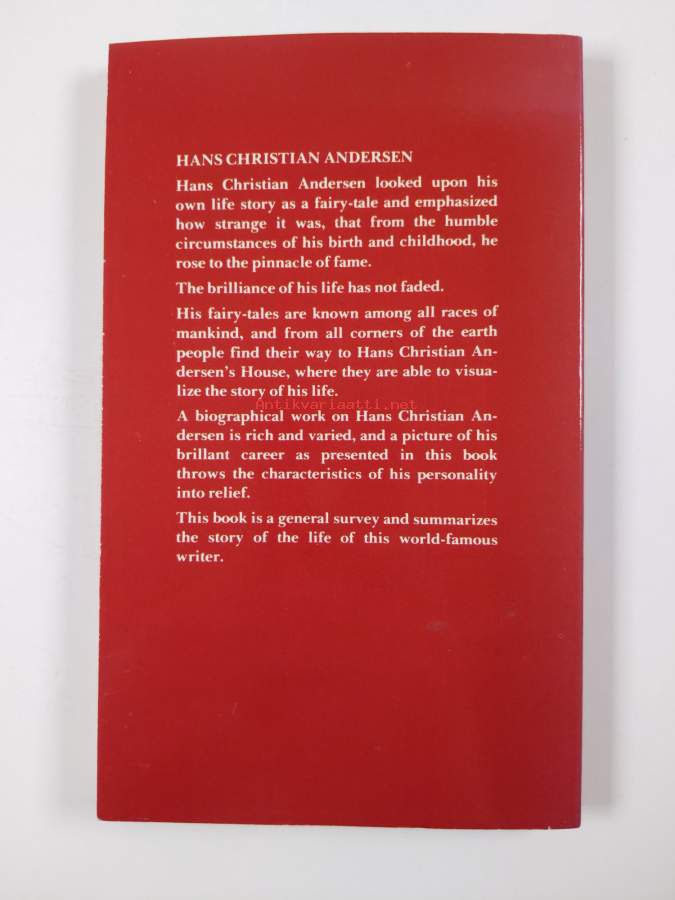 HANS CHRISTIAN ANDERSEN
Hans Christian Andersen looked upon his
own life story as a fairy-tale and emphasized
how strange it was, that from the humble
circumstances of his birth and childhood, he
rose to the pinnacle of fame.
The brilliance of his life has not faded.
His fairy-tales are known among all races of
mankind, and from all corners of the earth
people find their way to Hans Christian An-
dersen's House, where they are able to visua-
lize the story of his life.
Antikvariaatti.net
A biographical work on Hans Christian An-
dersen is rich and varied, and a picture of his
brillant career as presented in this book
throws the characteristics of his personality
into relief.
This book is a general survey and summarizes
the story of the life of this world-famous
writer.